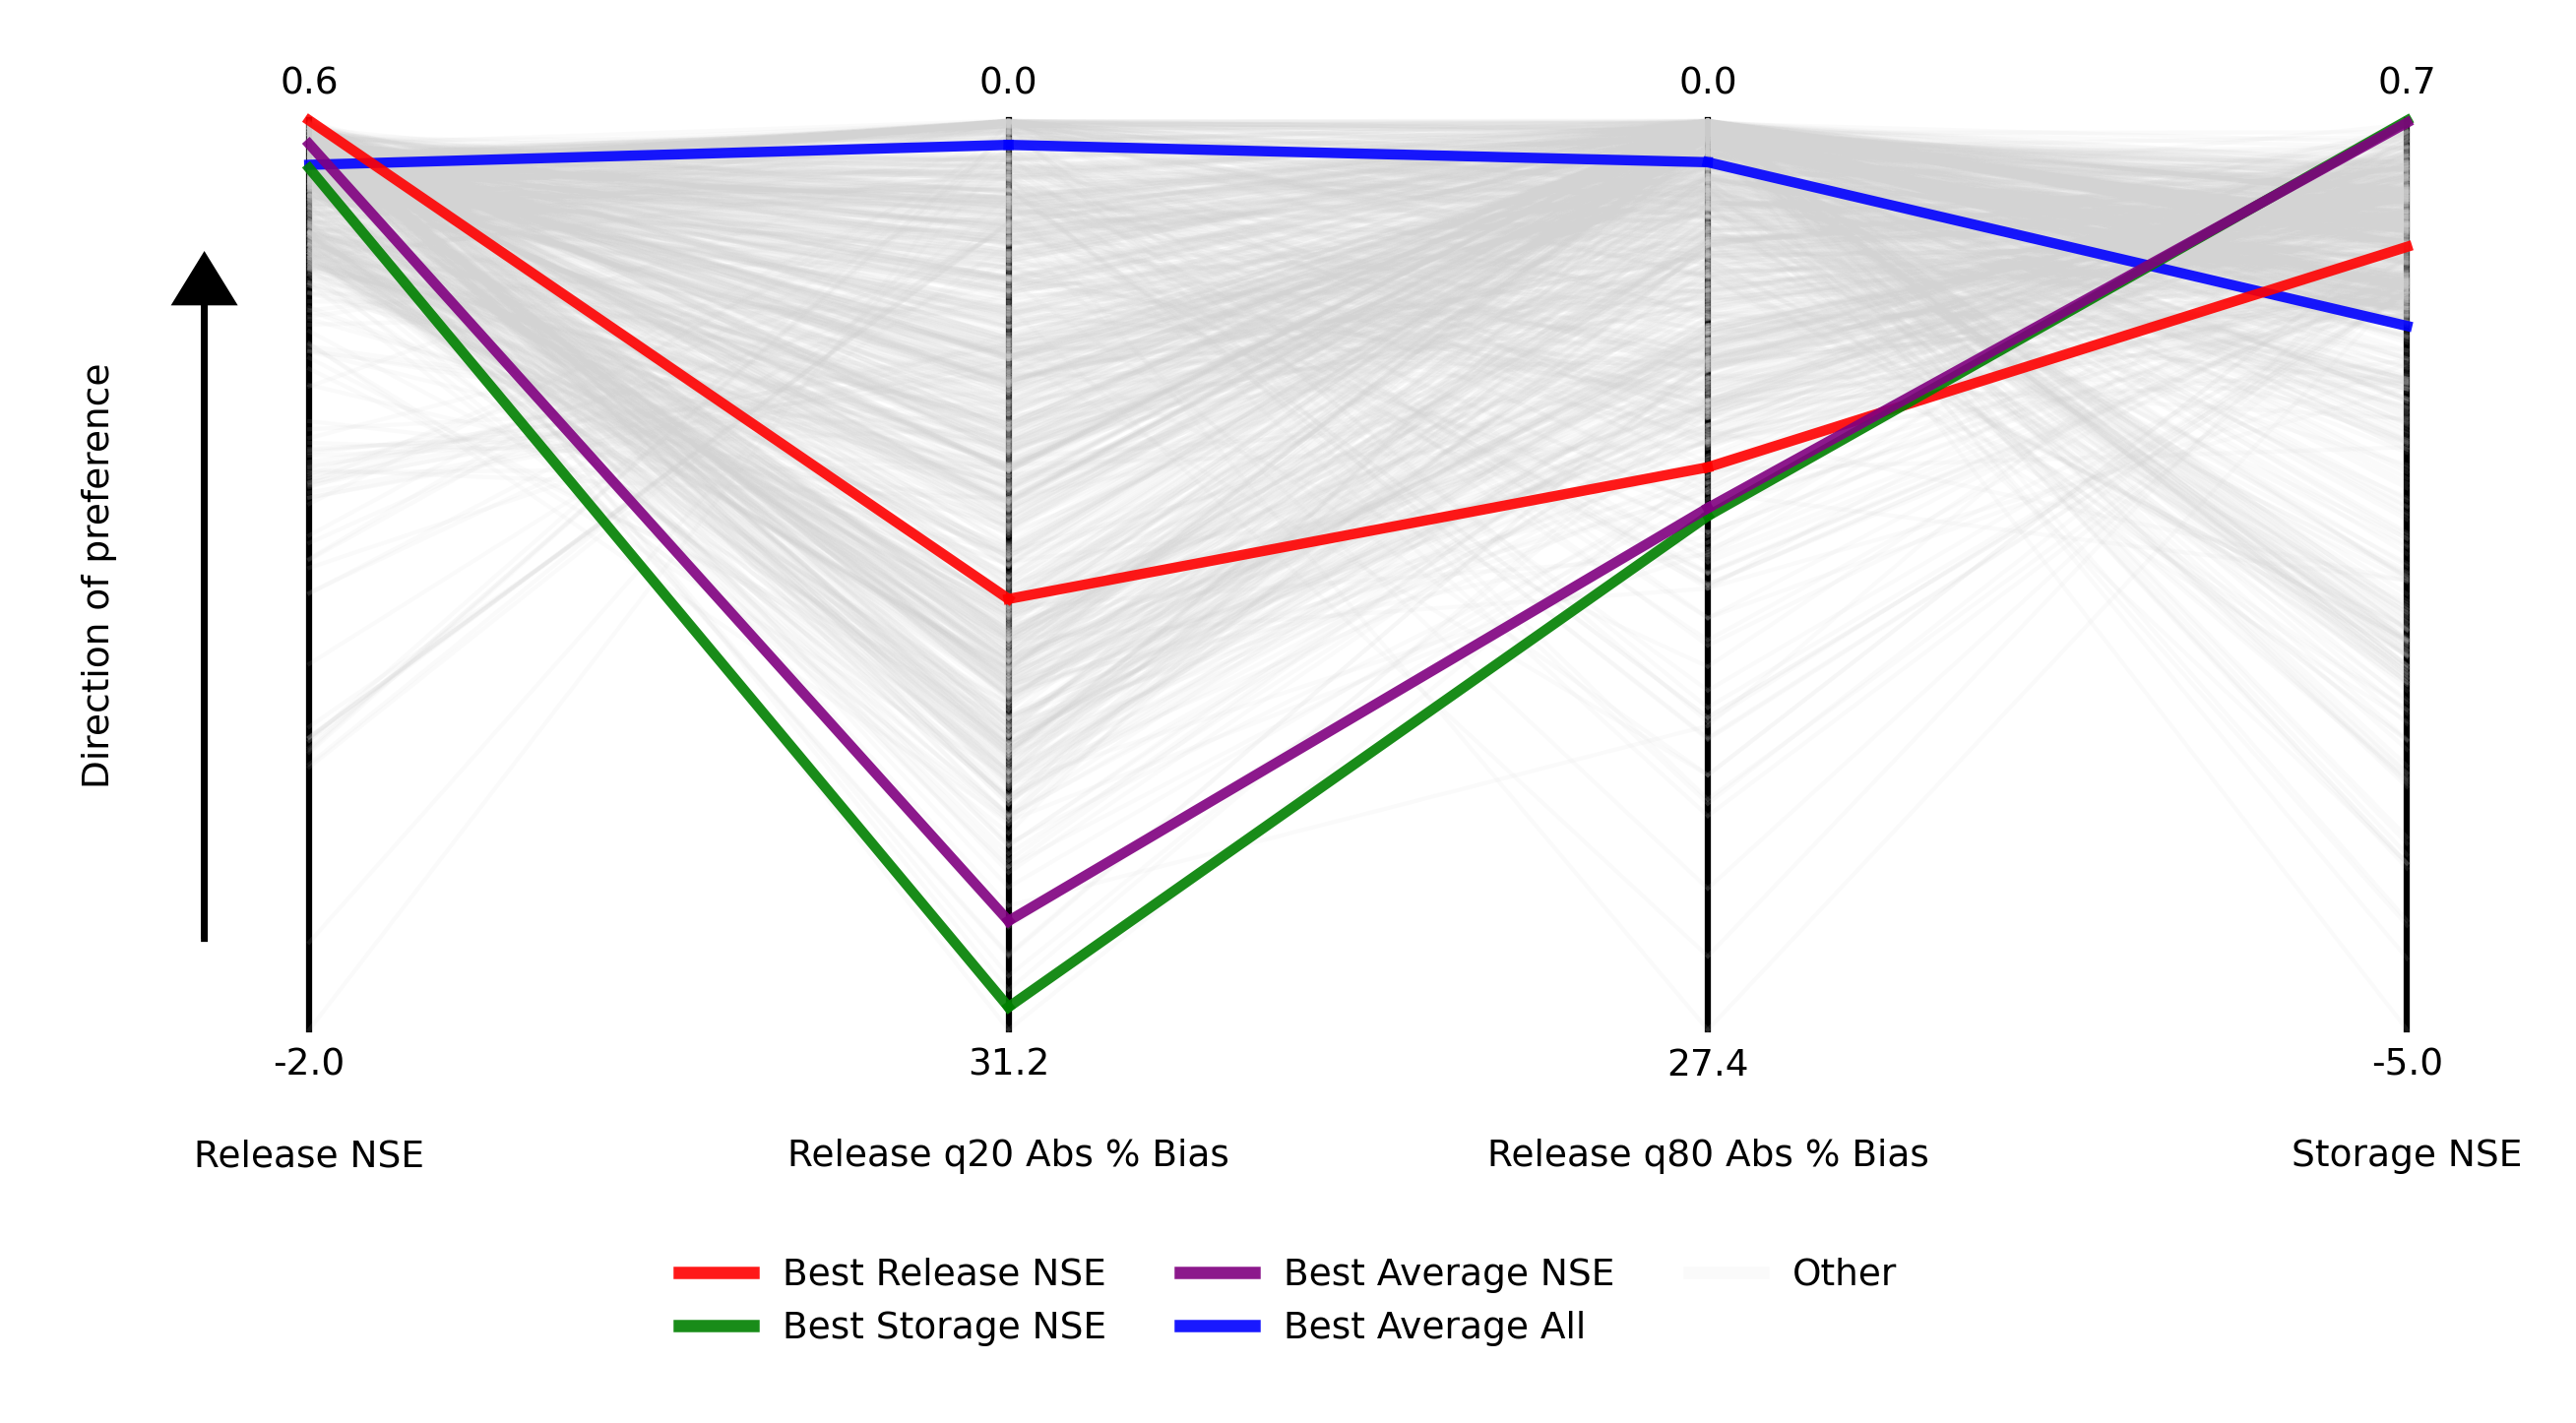 0.6
0.0
0.0
0.7
Direction of preference
-2.0
31.2
27.4
-5.0
Release NSE
Release q20 Abs % Bias
Release q80 Abs % Bias
Storage NSE
Best Release NSE
Best Average NSE
Other
Best Storage NSE
Best Average All